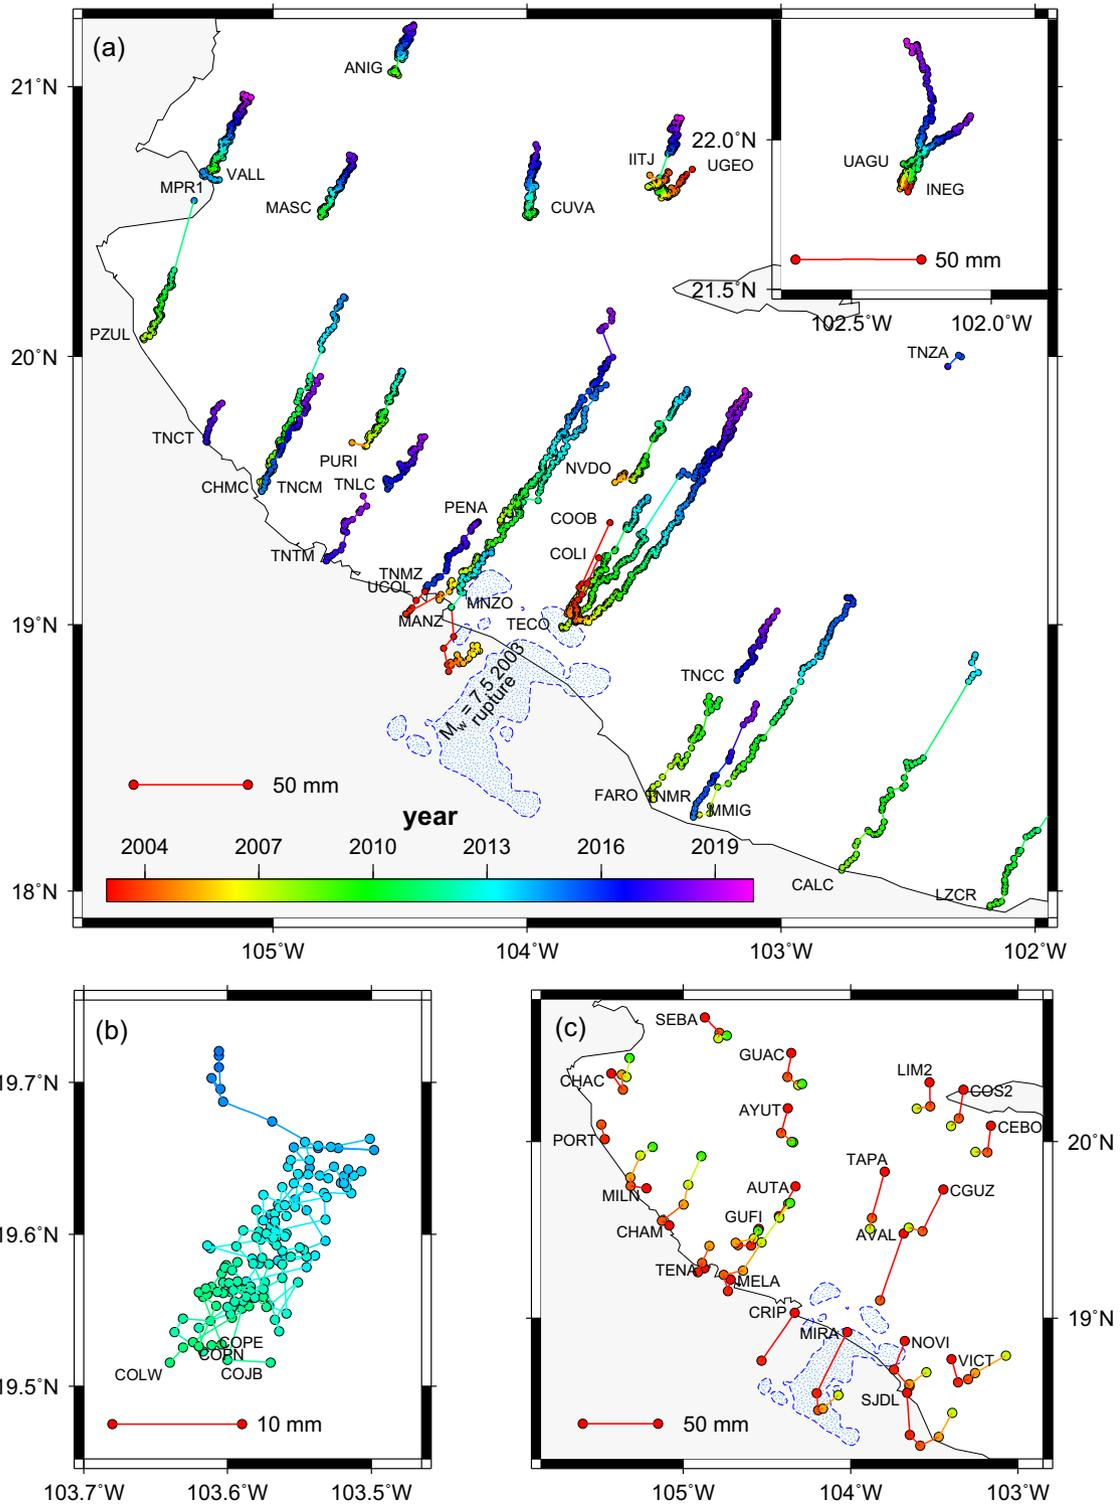 (a)
ANIG
21°N
22.0°N
IITJ
UGEO
UAGU
INEG
VALL
MPR1
MASC
CUVA
50 mm
21.5°N
102.5°W
102.0°W
PZUL
20°N
TNZA
TNCT
PURI
NVDO
CHMC
TNCM
TNLC
PENA
COOB
COLI
TNTM
TNMZ
UCOL
MNZO
MANZ
TECO
19°N
Mw = 7.5 2003
rupture
TNCC
50 mm
FARO
TNMR
MMIG
year
2004
2007
2010
2013
2016
2019
CALC
LZCR
18°N
105°W
104°W
103°W
102°W
(b)
19.7°N
19.6°N
COPE
COPN
COLW
COJB
19.5°N
10 mm
103.7°W
103.6°W
103.5°W
(c)
SEBA
GUAC
CHAC
LIM2
COS2
AYUT
CEBO
PORT
20°N
TAPA
MILN
AUTA
CGUZ
CHAM
GUFI
AVAL
TENA
MELA
CRIP
19°N
MIRA
NOVI
VICT
SJDL
50 mm
105°W
104°W
103°W